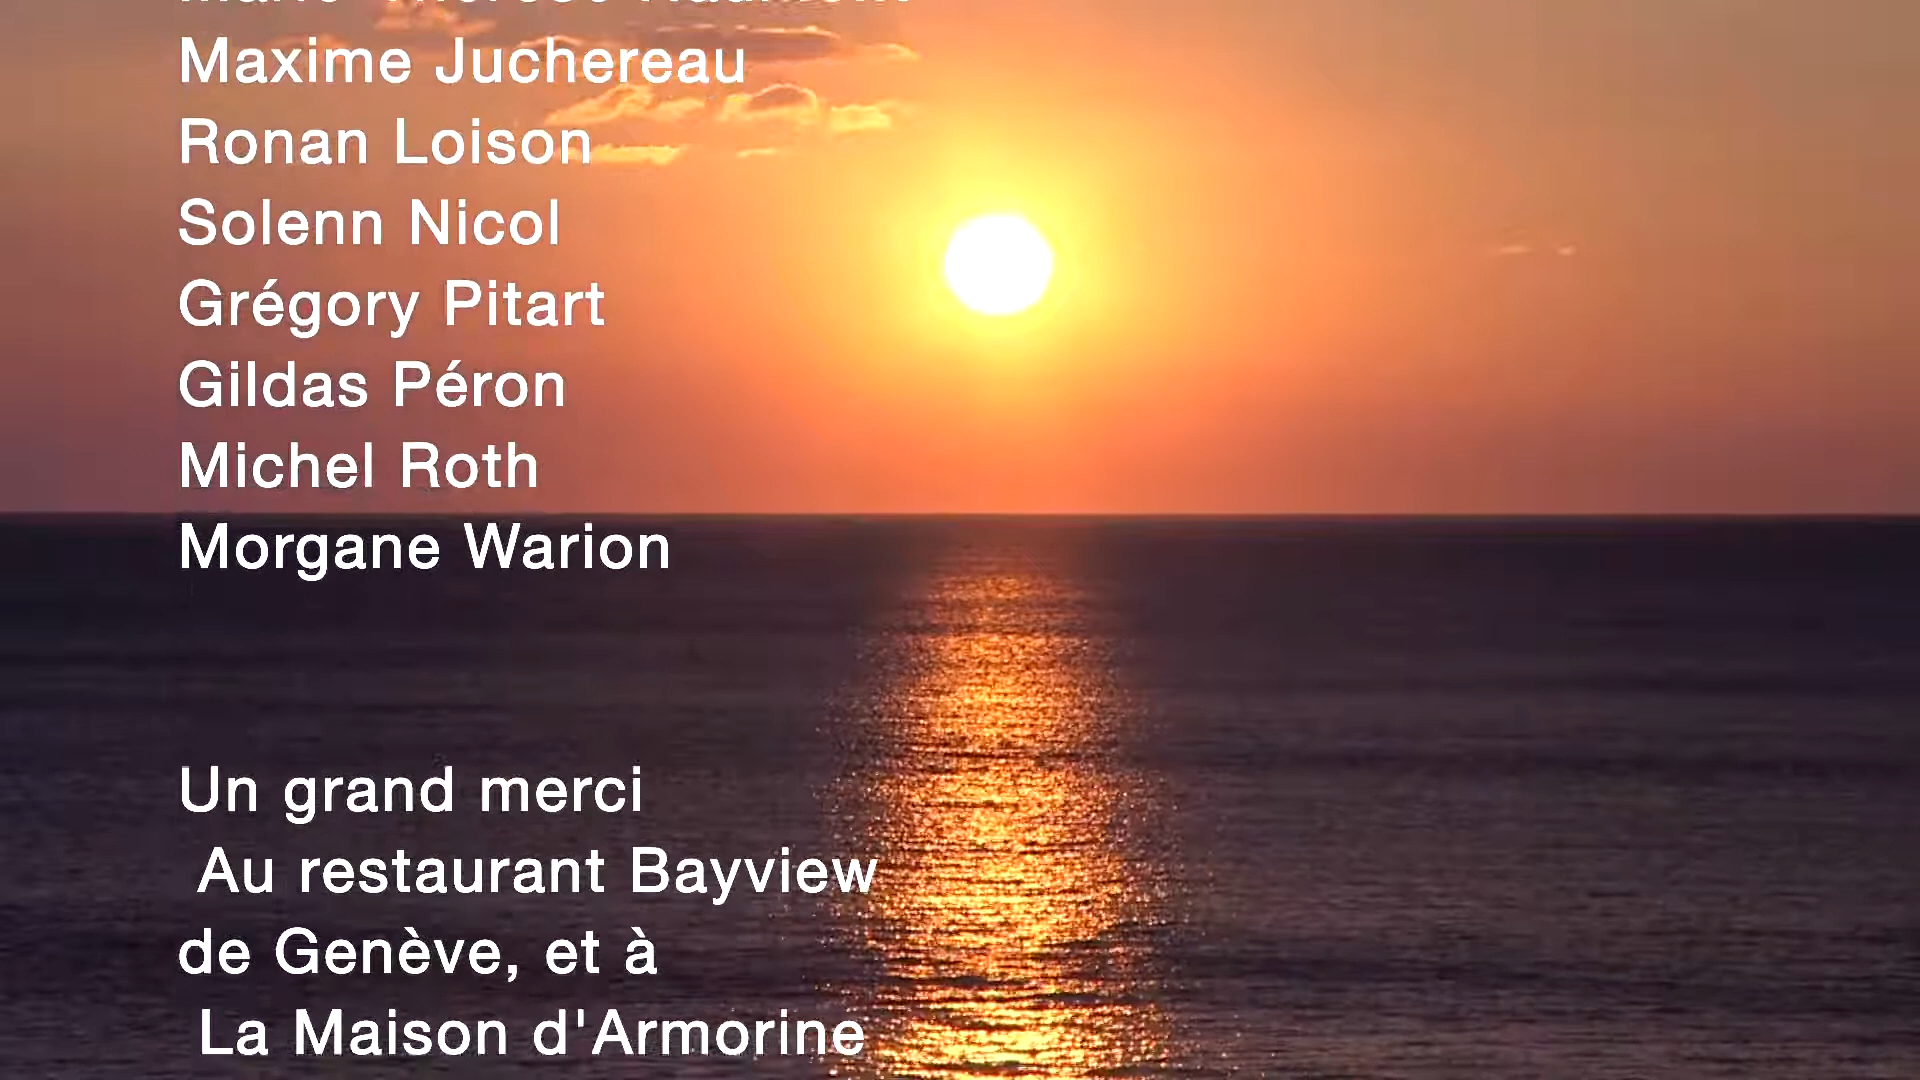 Maxime Juchereau
Ronan Loison
Solenn Nicol
Grégory Pitart
Gildas Péron
Michel Roth
Morgane Warion
Un grand merci
Au restaurant Bayview
de Genève, et à
La Maison d'Armorine